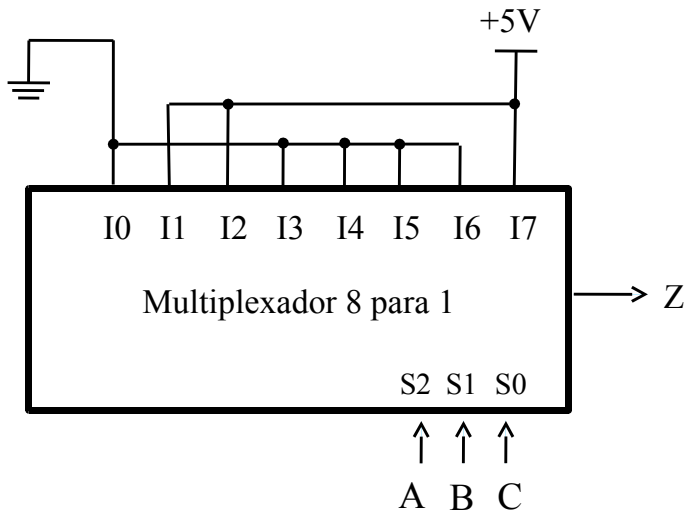 +5V
I0 I1 I2 I3 I4 I5 I6 I7
Multiplexador 8 para 1
Z
S2 S1 S0
A B C